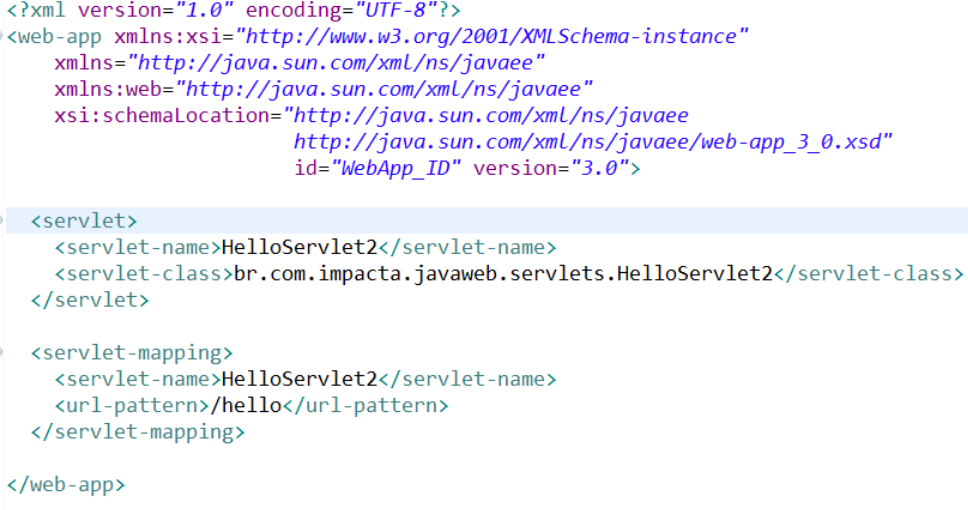 <?xml version="1.0" encoding="UTF-8"?>
<web-app xmlns:xsi="http://www.w3.org/2001/XMLSchema-instance"
    xmlns="http://java.sun.com/xml/ns/javaee"
    xmlns:web="http://java.sun.com/xml/ns/javaee"
    xsi:schemaLocation="http://java.sun.com/xml/ns/javaee
                        http://java.sun.com/xml/ns/javaee/web-app_3_0.xsd"
                        id="WebApp_ID" version="3.0">
  <servlet>
    <servlet-name>HelloServlet2</servlet-name>
    <servlet-class>br.com.impacta.javaweb.servlets.HelloServlet2</servlet-class>
  </servlet>
  <servlet-mapping>
    <servlet-name>HelloServlet2</servlet-name>
    <url-pattern>/hello</url-pattern>
  </servlet-mapping>
</web-app>